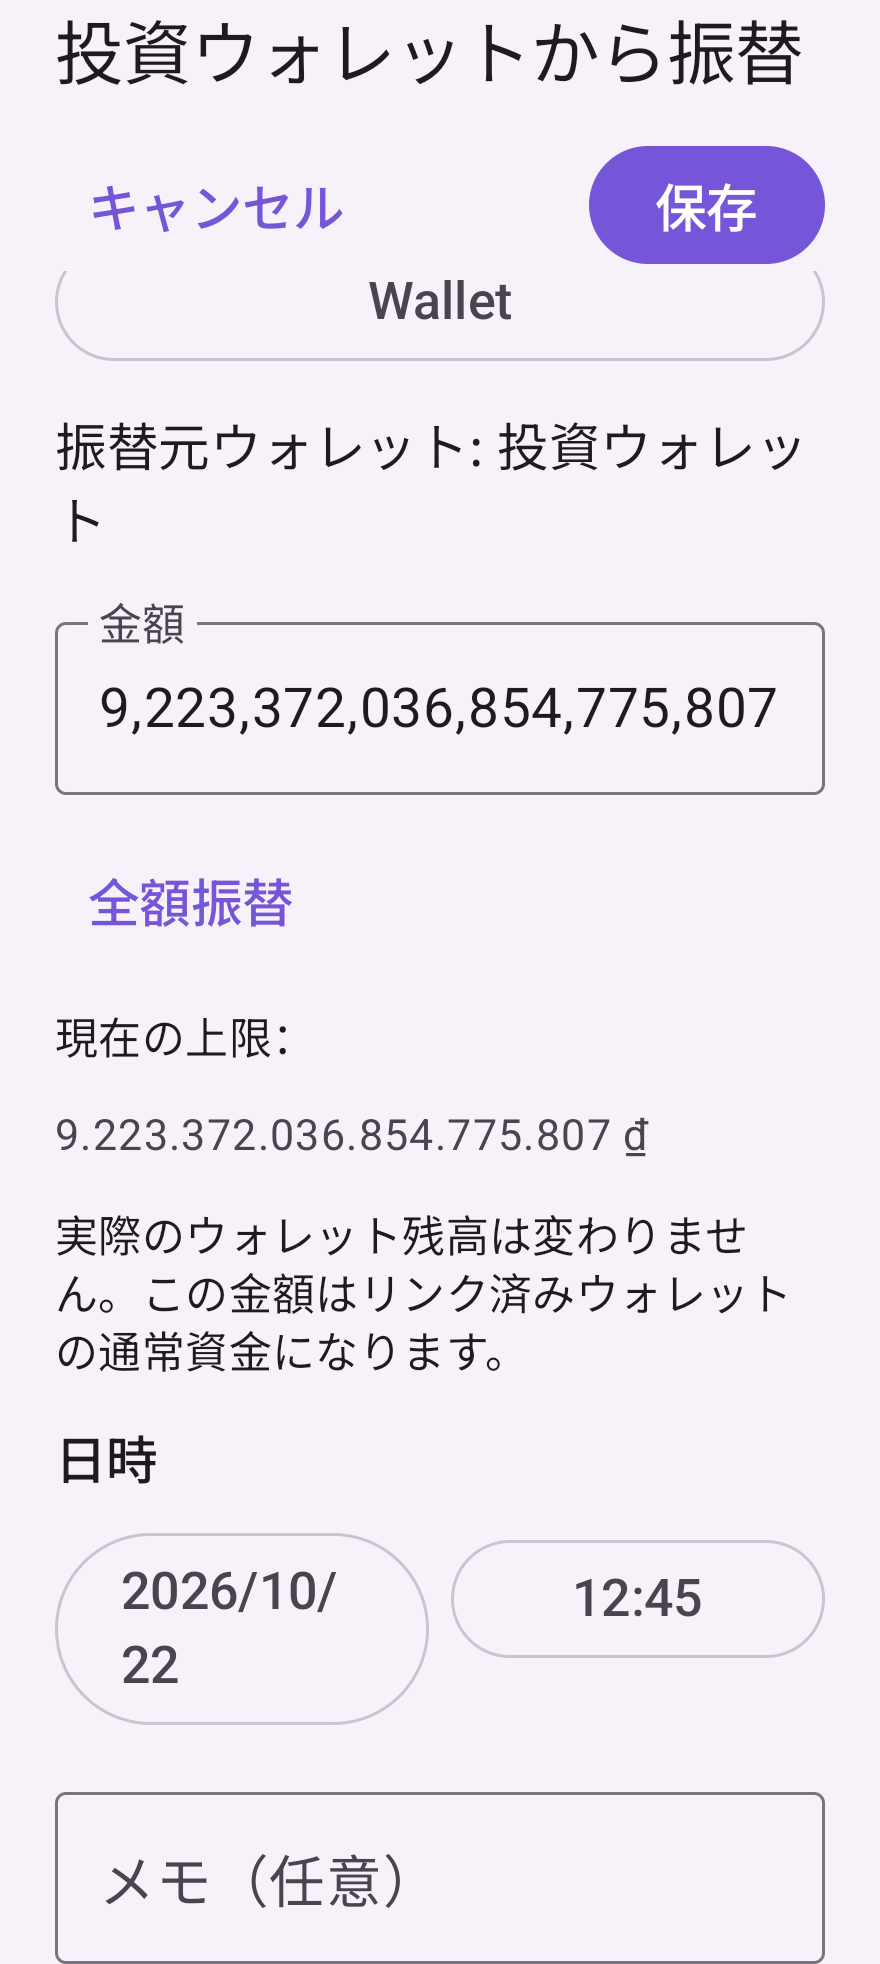 投資ウォレットから振替
キャンセル
保存
Wallet
振替元ウォレット: 投資ウォレッ
ト
金額
9,223,372,036,854,775,807
全額振替
現在の上限：
9.223.372.036.854.775.807 ₫
実際のウォレット残高は変わりませ
ん。この金額はリンク済みウォレット
の通常資金になります。
日時
2026/10/
22
12:45
メモ（任意）